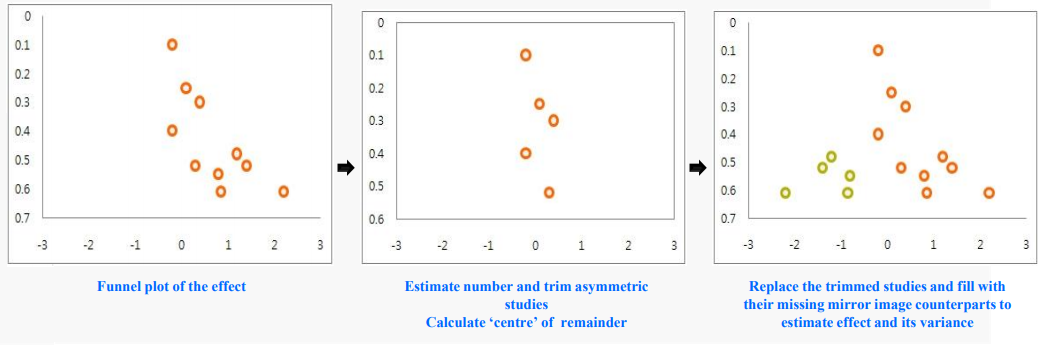 0
0.1
0.2
0.3
0.4
0.5
0.6
0.7
-3 -2 -1 0 1 2 3
Funnel plot of the effect
0
0.1
0.2
0.3
0.4
0.5
0.6
-3 -2 -1 0 1 2 3
Estimate number and trim asymmetric
studies
Calculate ‘centre’ of remainder
0
0.1
0.2
0.3
0.4
0.5
0.6
0.7
-3 -2 -1 0 1 2 3
Replace the trimmed studies and fill with
their missing mirror image counterparts to
estimate effect and its variance